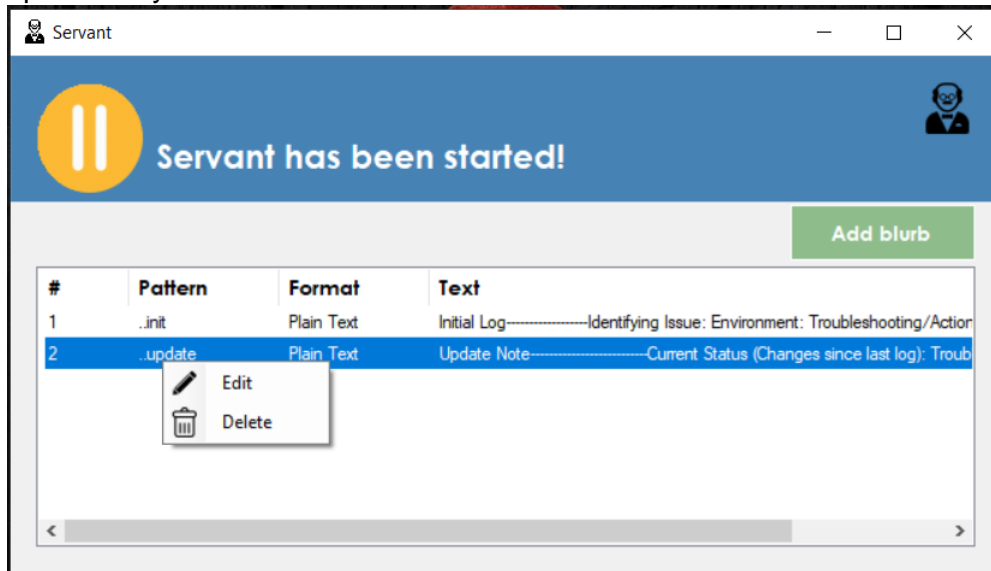 Servant
Servant has been started!
Add blurb
# Pattern Format Text
1 ..init Plain Text Initial Log-----------------Identifying Issue: Environment: Troubleshooting/Action
2 ..update Plain Text Update Note------------------------Current Status (Changes since last log): Troub
Edit
Delete